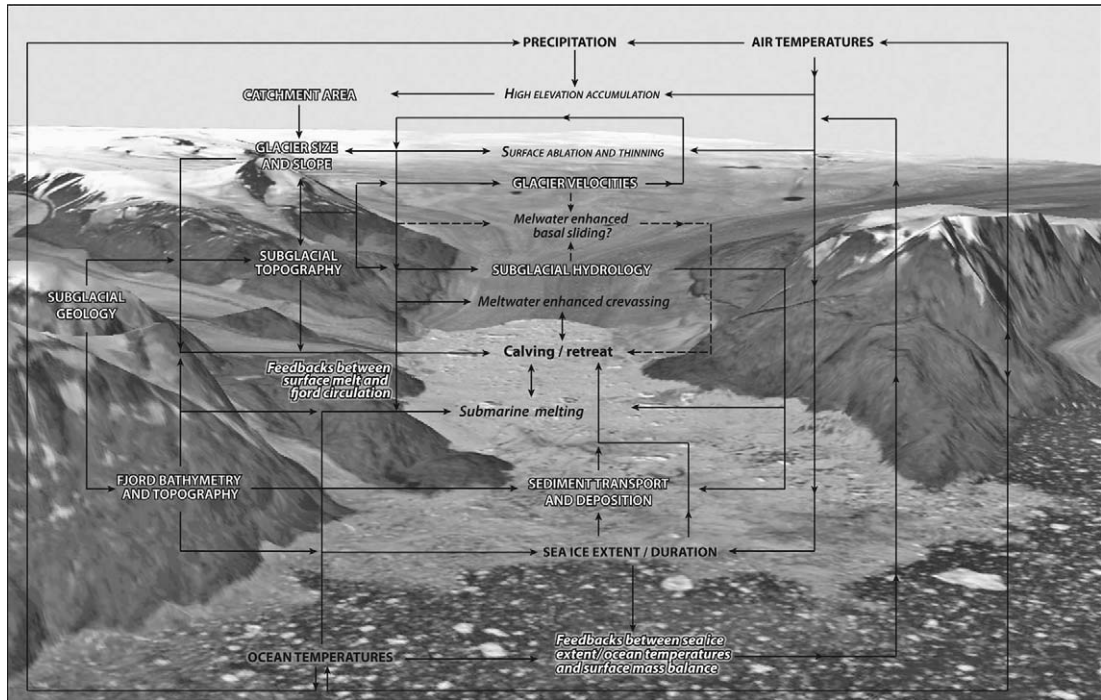 PRECIPITATION
AIR TEMPERATURES
CATCHMENT AREA
HIGH ELEVATION ACCUMULATION
GLACIER SIZE
AND SLOPE
SURFACE ABLATION AND THINNING
GLACIER VELOCITIES
Melwater enhanced
basal sliding?
SUBGLACIAL
TOPOGRAPHY
SUBGLACIAL HYDROLOGY
SUBGLACIAL
GEOLOGY
Meltwater enhanced crevassing
Calving / retreat
Feedbacks between
surface melt and
fjord circulation
Submarine melting
FJORD BATHYMETRY
AND TOPOGRAPHY
SEDIMENT TRANSPORT
AND DEPOSITION
SEA ICE EXTENT / DURATION
Feedbacks between sea ice
extent/ocean temperatures
and surface mass balance
OCEAN TEMPERATURES